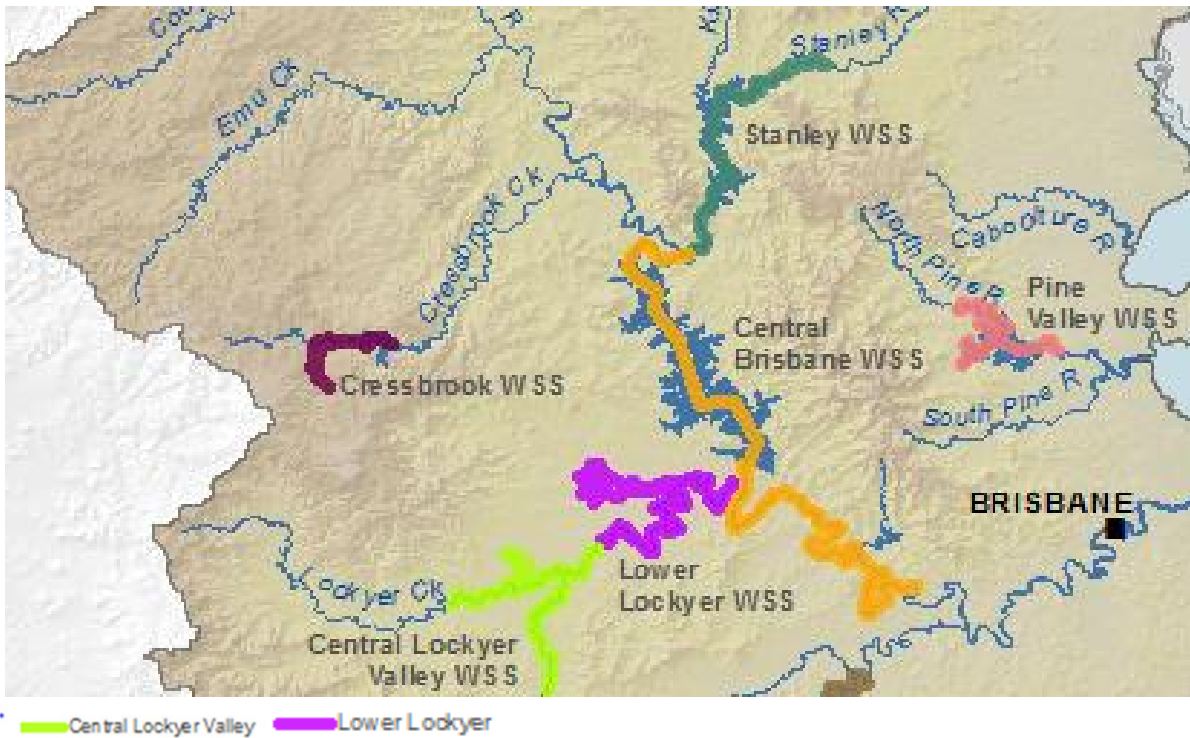 Stanley R
Emu Ck
Stanley WSS
Cressbrook CK
North Pine R
Caboolture R
Pine
Valley WSS
Central
Brisbane WSS
Cressbrook WSS
South Pine R
BRISBANE
Lockyer CK
Lower
Lockyer WSS
Central Lockyer
Valley WSS
Central Lockyer Valley
Lower Lockyer